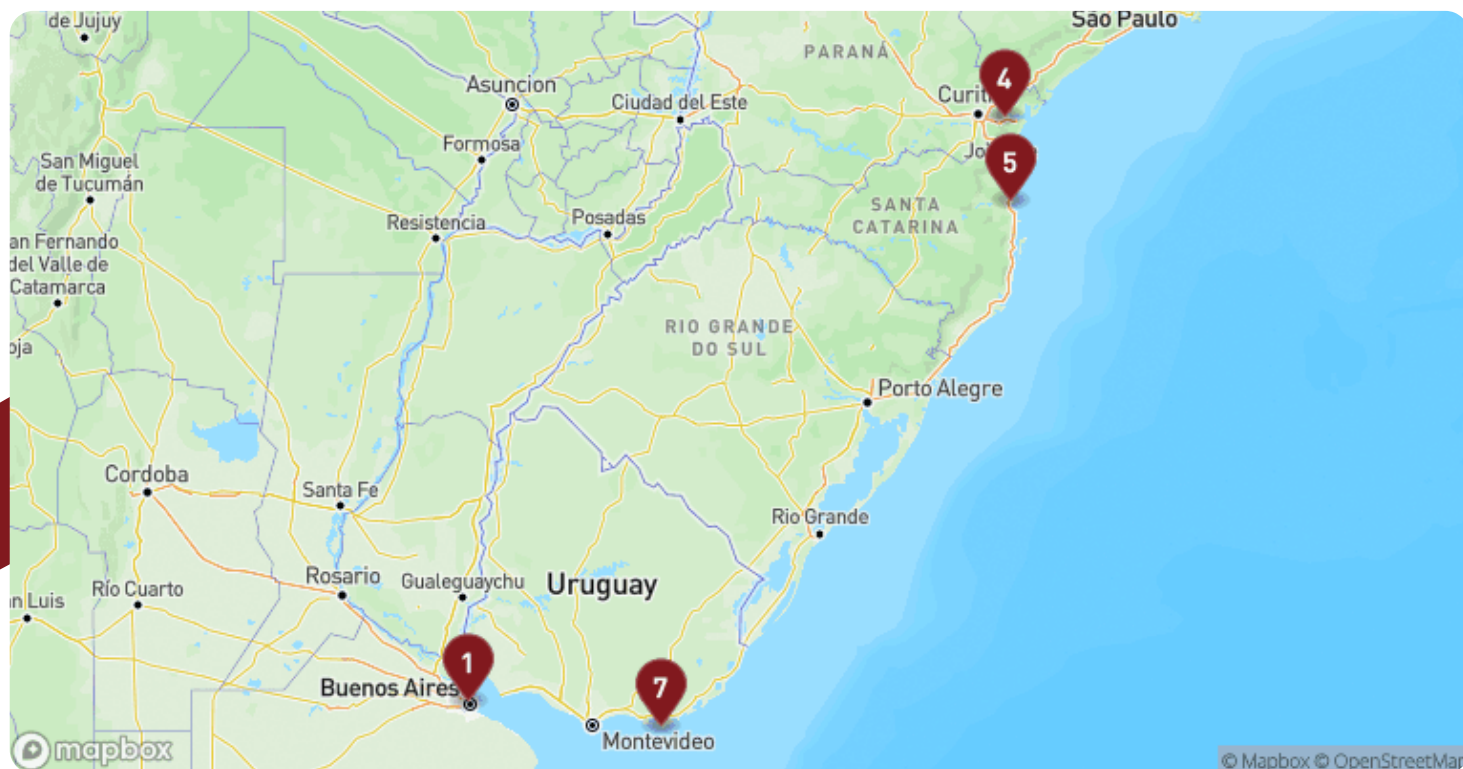 de Jujuy
São Paulo
PARANÁ
4
Asuncion
Ciudad del Este
Curiti
Formosa
Jo
5
San Miguel
de Tucumán
SANTA
CATARINA
Resistencia
Posadas
an Fernando
del Valle de
Catamarca
RIO GRANDE
DO SUL
oja
Porto Alegre
Cordoba
Santa Fe
Rio Grande
Rosario
Gualeguaychu
Uruguay
Río Cuarto
n Luis
1
7
Buenos Aires
Montevideo
mapbox
© Mapbox © OpenStreetMap